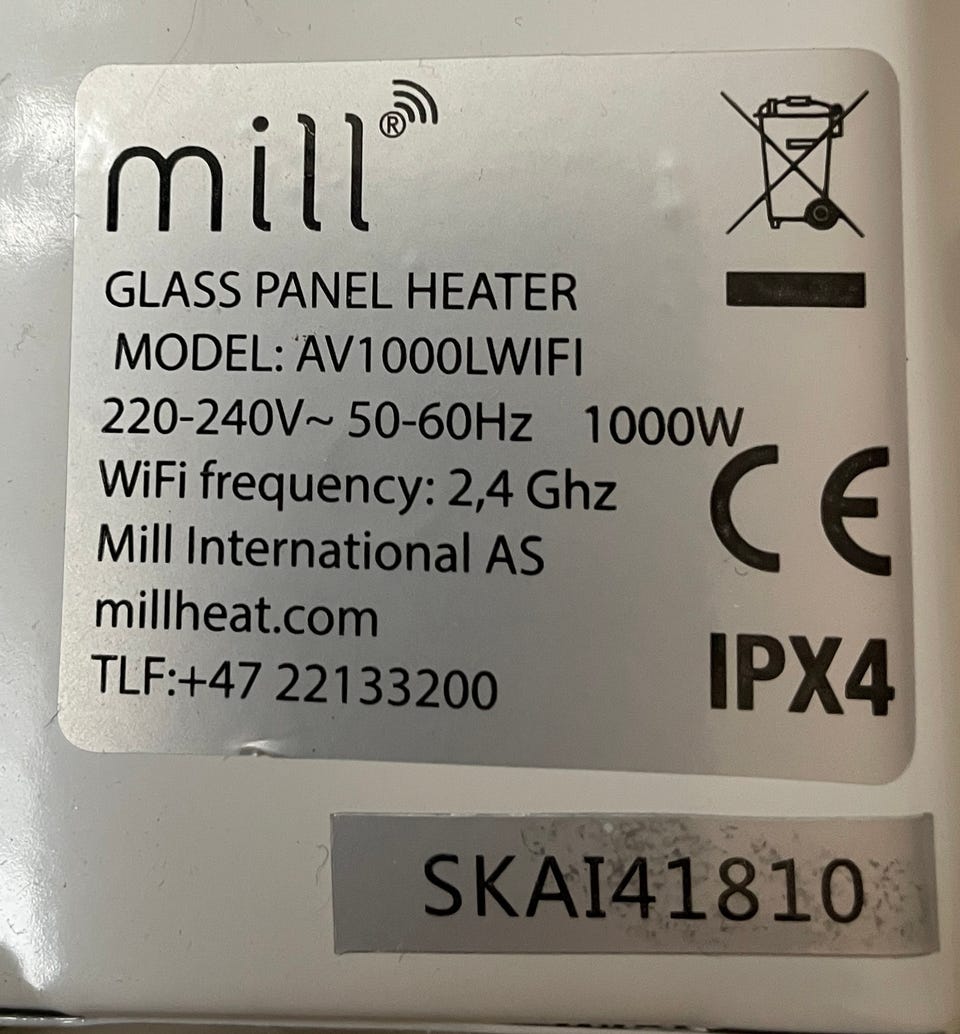 mill®
GLASS PANEL HEATER
MODEL: AV1000LWIFI
220-240V~ 50-60Hz 1000W
WiFi frequency: 2,4 Ghz
Mill International AS
millheat.com
TLF:+47 22133200
CE
IPX4
SKAI41810